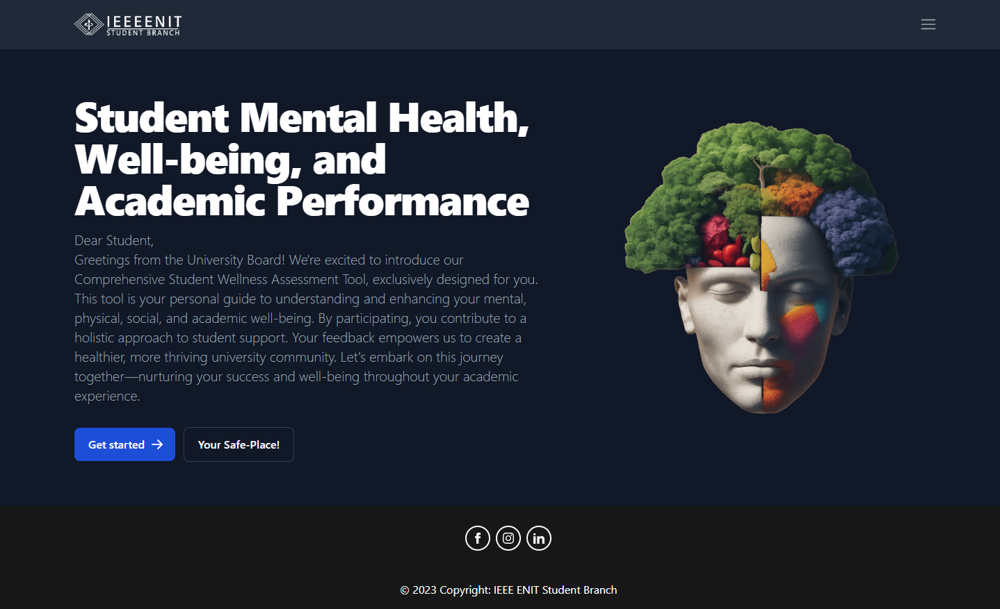 IEEEENIT
STUDENT BRANCH
Student Mental Health,
Well-being, and
Academic Performance
Dear Student,
Greetings from the University Board! We're excited to introduce our
Comprehensive Student Wellness Assessment Tool, exclusively designed for you.
This tool is your personal guide to understanding and enhancing your mental,
physical, social, and academic well-being. By participating, you contribute to a
holistic approach to student support. Your feedback empowers us to create a
healthier, more thriving university community. Let's embark on this journey
together—nurturing your success and well-being throughout your academic
experience.
Get started
Your Safe-Place!
© 2023 Copyright: IEEE ENIT Student Branch